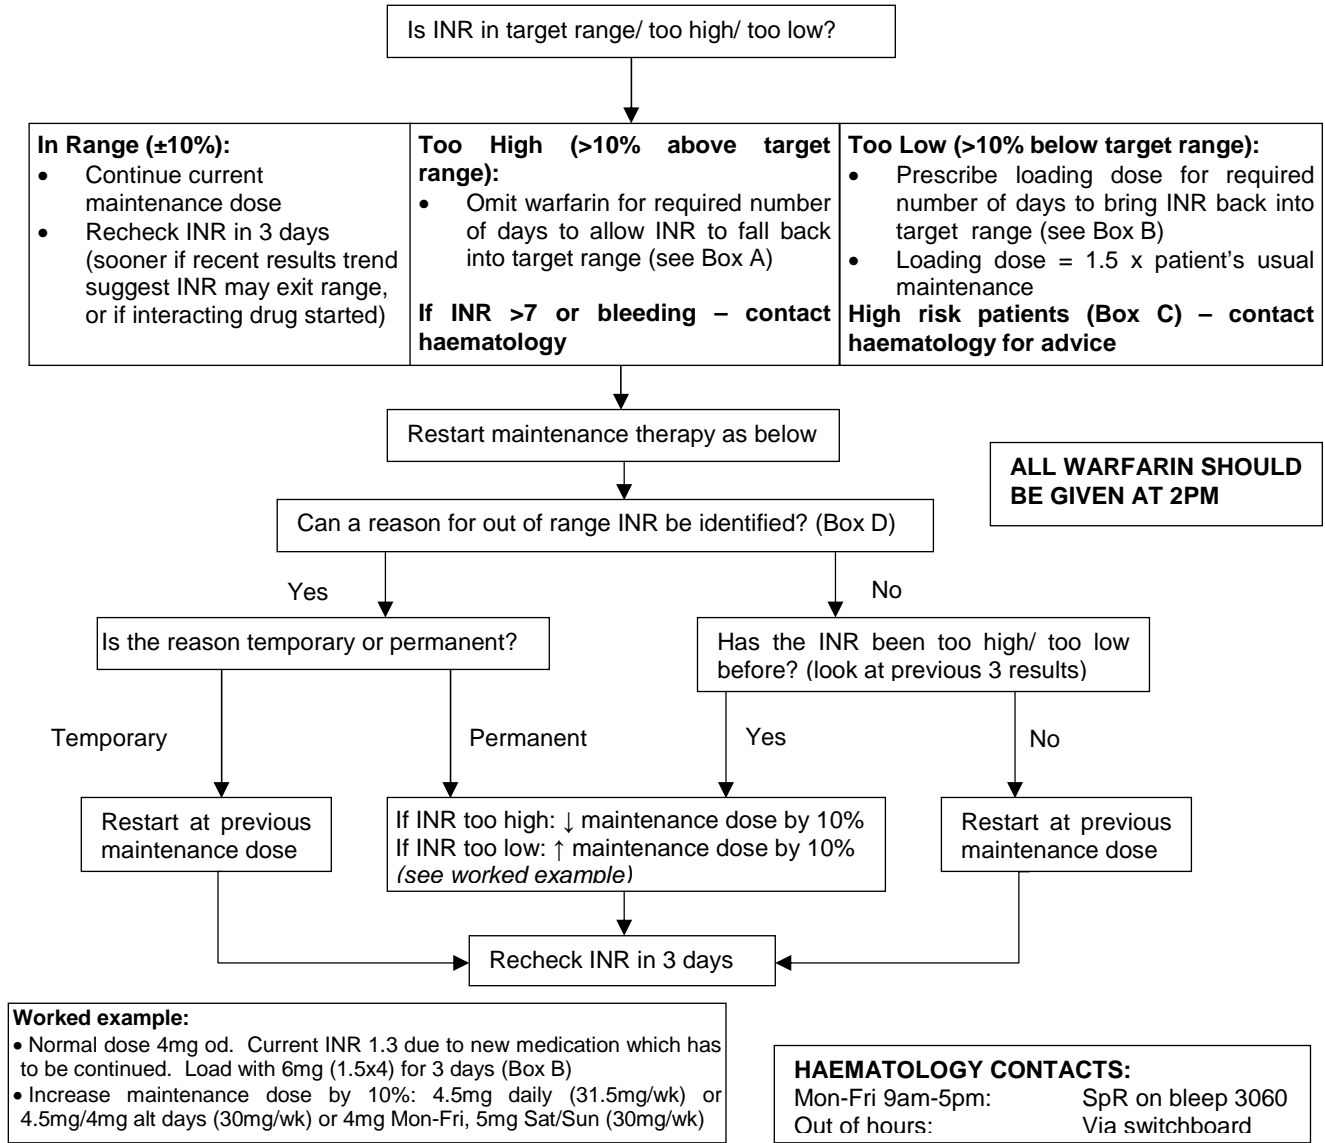 Is INR in target range/ too high/ too low?
In Range (±10%):
• Continue current
maintenance dose
• Recheck INR in 3 days
(sooner if recent results trend
suggest INR may exit range,
or if interacting drug started)
Too High (>10% above target
range):
• Omit warfarin for required number
of days to allow INR to fall back
into target range (see Box A)
If INR >7 or bleeding – contact
haematology
Too Low (>10% below target range):
• Prescribe loading dose for required
number of days to bring INR back into
target range (see Box B)
• Loading dose = 1.5 x patient's usual
maintenance
High risk patients (Box C) – contact
haematology for advice
Restart maintenance therapy as below
ALL WARFARIN SHOULD
BE GIVEN AT 2PM
Can a reason for out of range INR be identified? (Box D)
Yes
No
Is the reason temporary or permanent?
Has the INR been too high/ too low
before? (look at previous 3 results)
Temporary
Permanent
Yes
No
Restart at previous
maintenance dose
If INR too high: ↓ maintenance dose by 10%
If INR too low: ↑ maintenance dose by 10%
(see worked example)
Restart at previous
maintenance dose
Recheck INR in 3 days
Worked example:
• Normal dose 4mg od. Current INR 1.3 due to new medication which has
to be continued. Load with 6mg (1.5x4) for 3 days (Box B)
• Increase maintenance dose by 10%: 4.5mg daily (31.5mg/wk) or
4.5mg/4mg alt days (30mg/wk) or 4mg Mon-Fri, 5mg Sat/Sun (30mg/wk)
HAEMATOLOGY CONTACTS:
Mon-Fri 9am-5pm: SpR on bleep 3060
Out of hours: Via switchboard